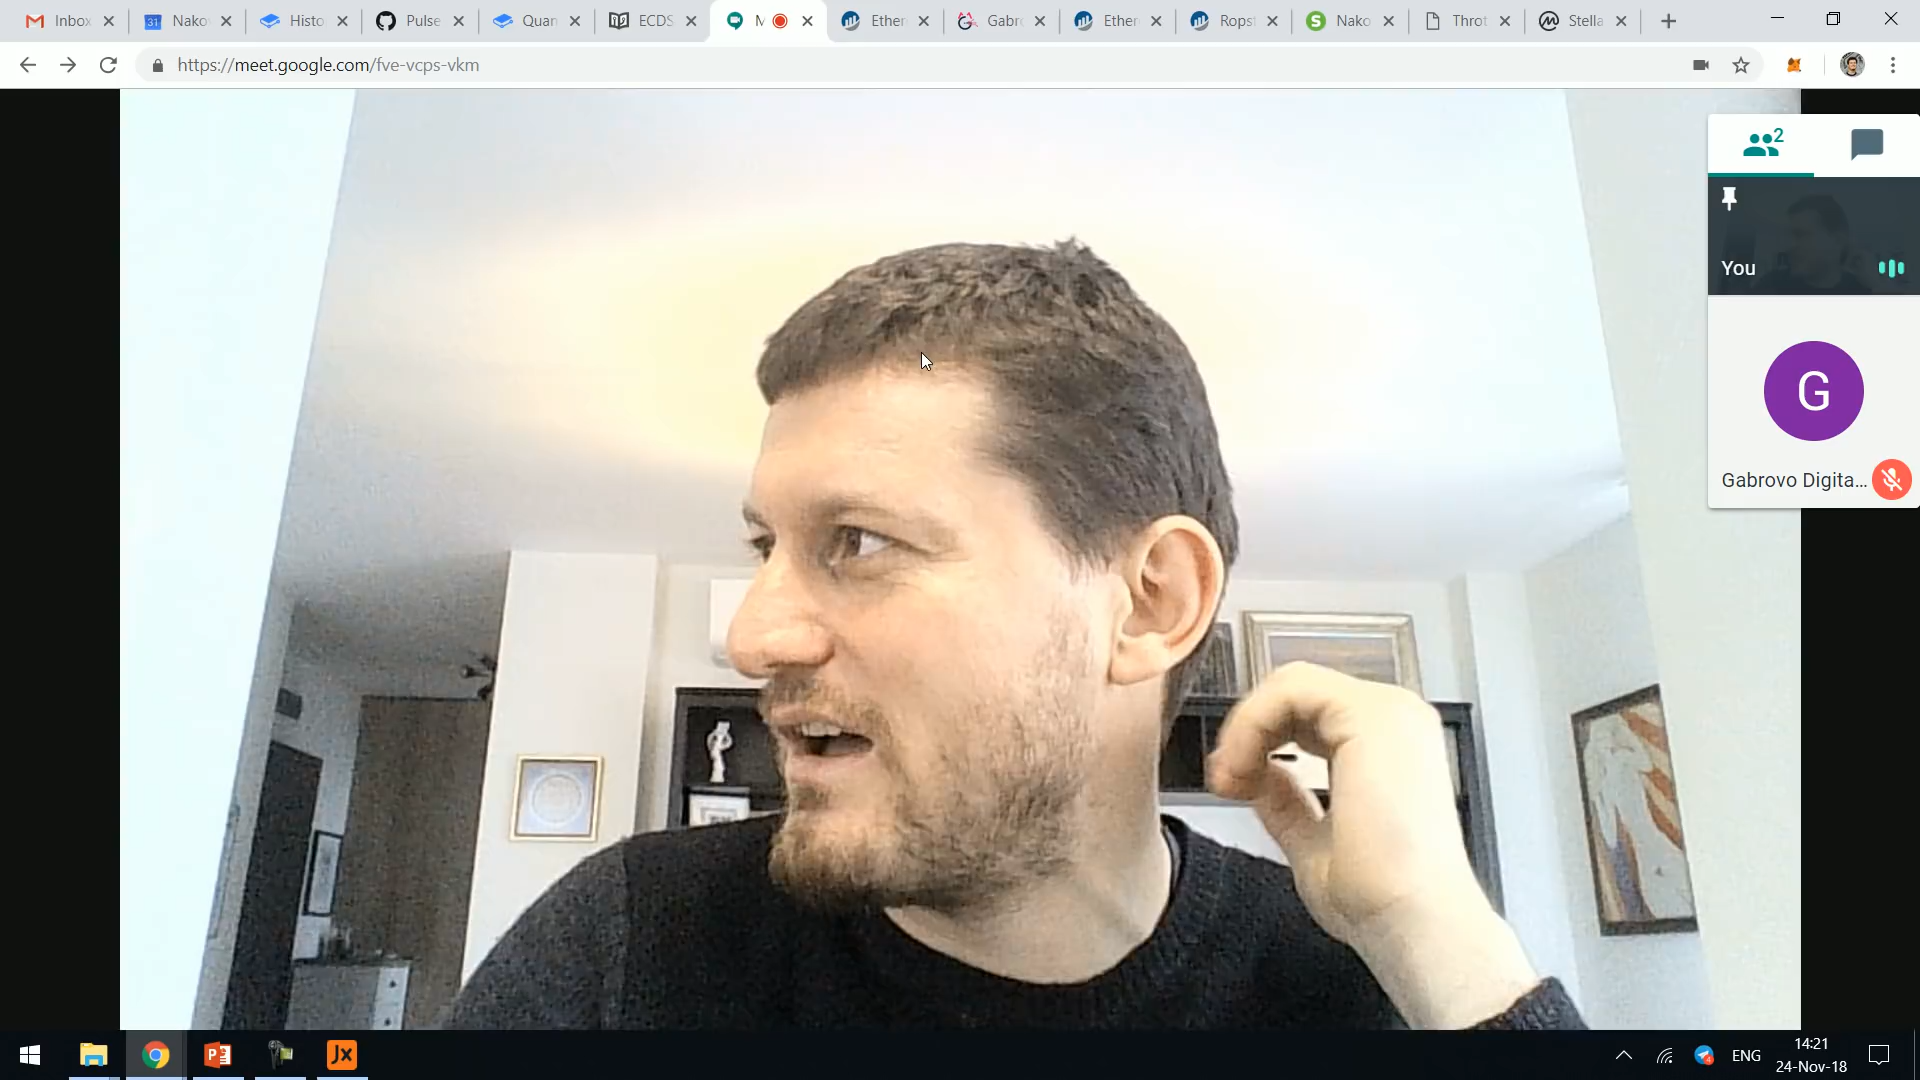 Inbox
Nako
Histo
Pulse
Quan
ECDS
M
Ether
Gabro
Ether
Ropst
Nako
Throt
Stella
https://meet.google.com/fve-vcps-vkm
2
You
G
Gabrovo Digita...
ENG
14:21
24-Nov-18